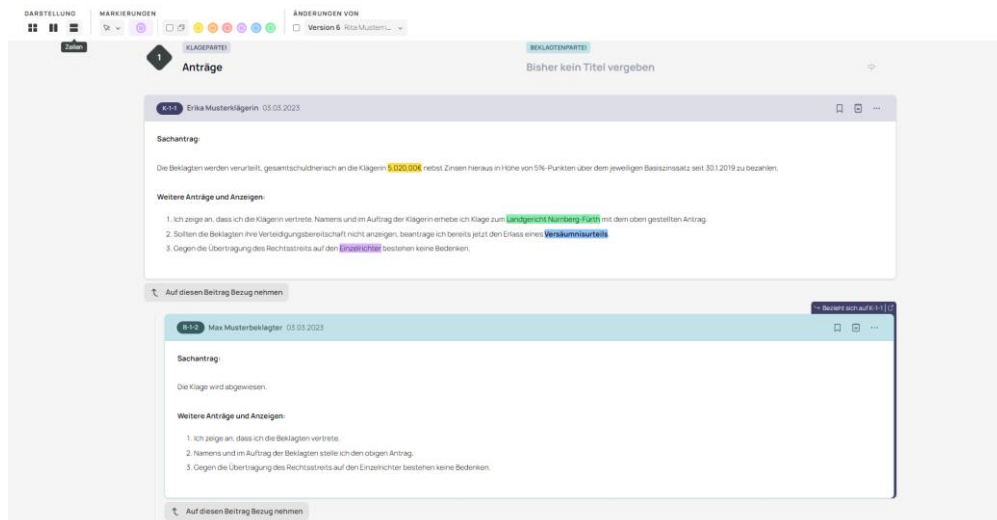 DARSTELLUNG
MARKIERUNGEN
ÄNDERUNGEN VON
Version 6 Rita Musterm...
Zeilen
1
KLAGEPARTEI
BEKLAGTENPARTEI
Anträge
Bisher kein Titel vergeben
K-1-1 Erika Musterklägerin 03.03.2023
Sachantrag:
Die Beklagten werden verurteilt, gesamtschuldnerisch an die Klägerin 5.020,00€ nebst Zinsen hieraus in Höhe von 5%-Punkten über dem jeweiligen Basiszinssatz seit 30.1.2019 zu bezahlen.
Weitere Anträge und Anzeigen:
1. Ich zeige an, dass ich die Klägerin vertrete. Namens und im Auftrag der Klägerin erhebe ich Klage zum Landgericht Nürnberg-Fürth mit dem oben gestellten Antrag.
2. Sollten die Beklagten ihre Verteidigungsbereitschaft nicht anzeigen, beantrage ich bereits jetzt den Erlass eines Versäumnisurteils.
3. Gegen die Übertragung des Rechtsstreits auf den Einzelrichter bestehen keine Bedenken.
Auf diesen Beitrag Bezug nehmen
Bezieht sich auf K-1-1
B-1-2 Max Musterbeklagter 03.03.2023
Sachantrag:
Die Klage wird abgewiesen.
Weitere Anträge und Anzeigen:
1. Ich zeige an, dass ich die Beklagten vertrete.
2. Namens und im Auftrag der Beklagten stelle ich den obigen Antrag.
3. Gegen die Übertragung des Rechtsstreits auf den Einzelrichter bestehen keine Bedenken.
Auf diesen Beitrag Bezug nehmen